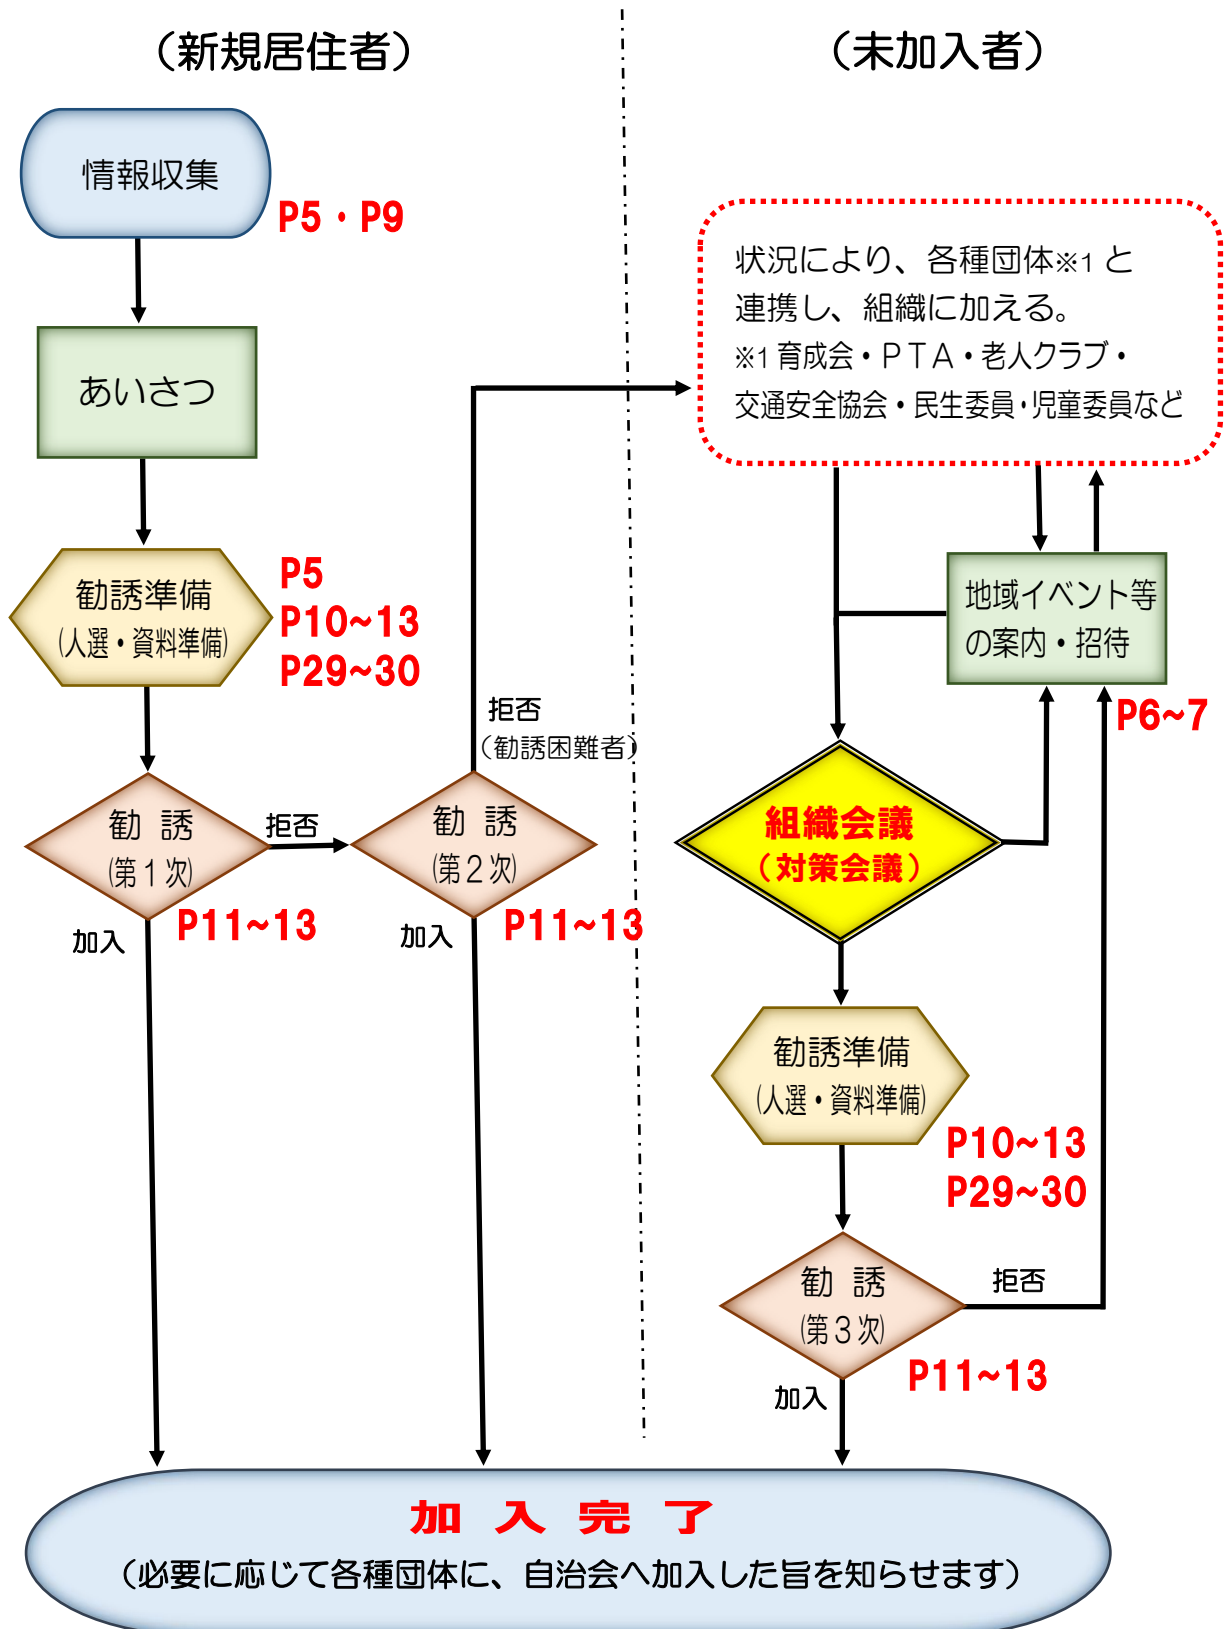 （新規居住者）
情報収集
P5・P9
あいさつ
勧誘準備
(人選・資料準備)
P5
P10~13
P29~30
勧 誘
(第１次)
P11~13
拒否
加入
勧 誘
(第２次)
P11~13
拒否
（勧誘困難者）
加入
（未加入者）
状況により、各種団体※1 と
連携し、組織に加える。
※1 育成会・ＰＴＡ・老人クラブ・
交通安全協会・民生委員・児童委員など
地域イベント等
の案内・招待
P6~7
組織会議
（対策会議）
勧誘準備
(人選・資料準備)
P10~13
P29~30
勧 誘
(第３次)
P11~13
拒否
加入
加 入 完 了
（必要に応じて各種団体に、自治会へ加入した旨を知らせます）